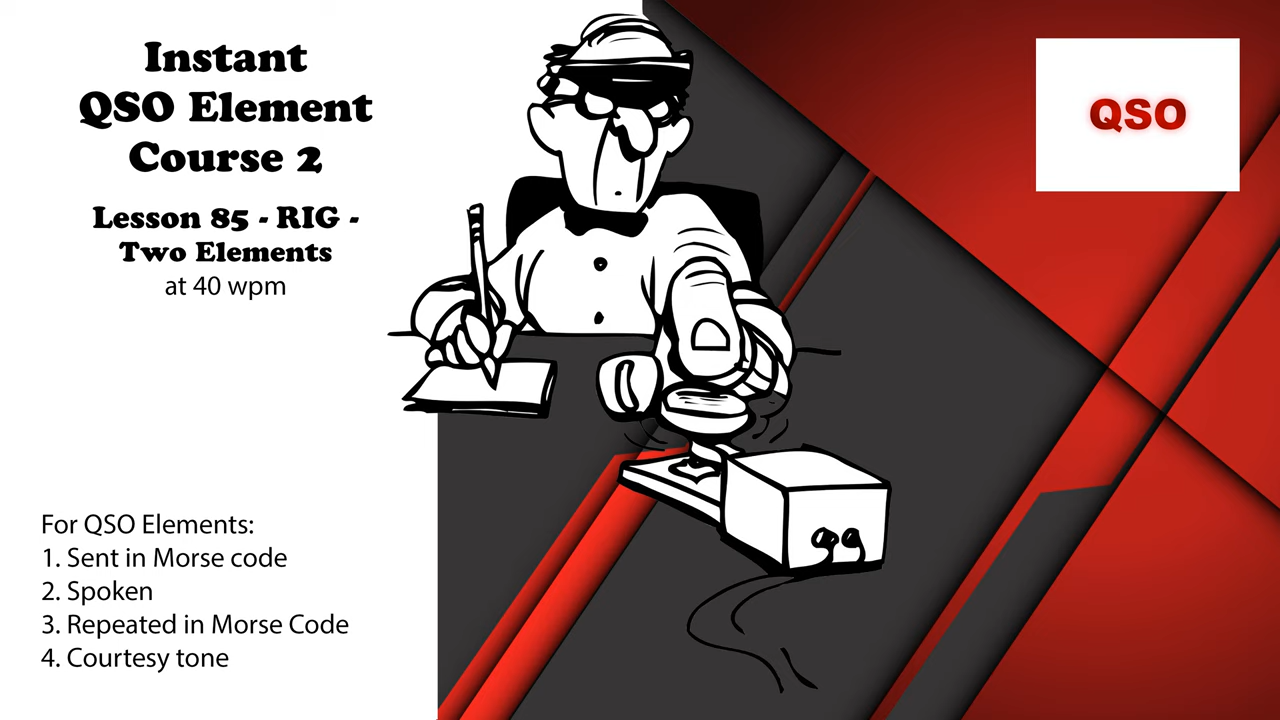 Instant
QSO Element
Course 2
Lesson 85 - RIG -
Two Elements
at 40 wpm
QSO
For QSO Elements:
1. Sent in Morse code
2. Spoken
3. Repeated in Morse Code
4. Courtesy tone